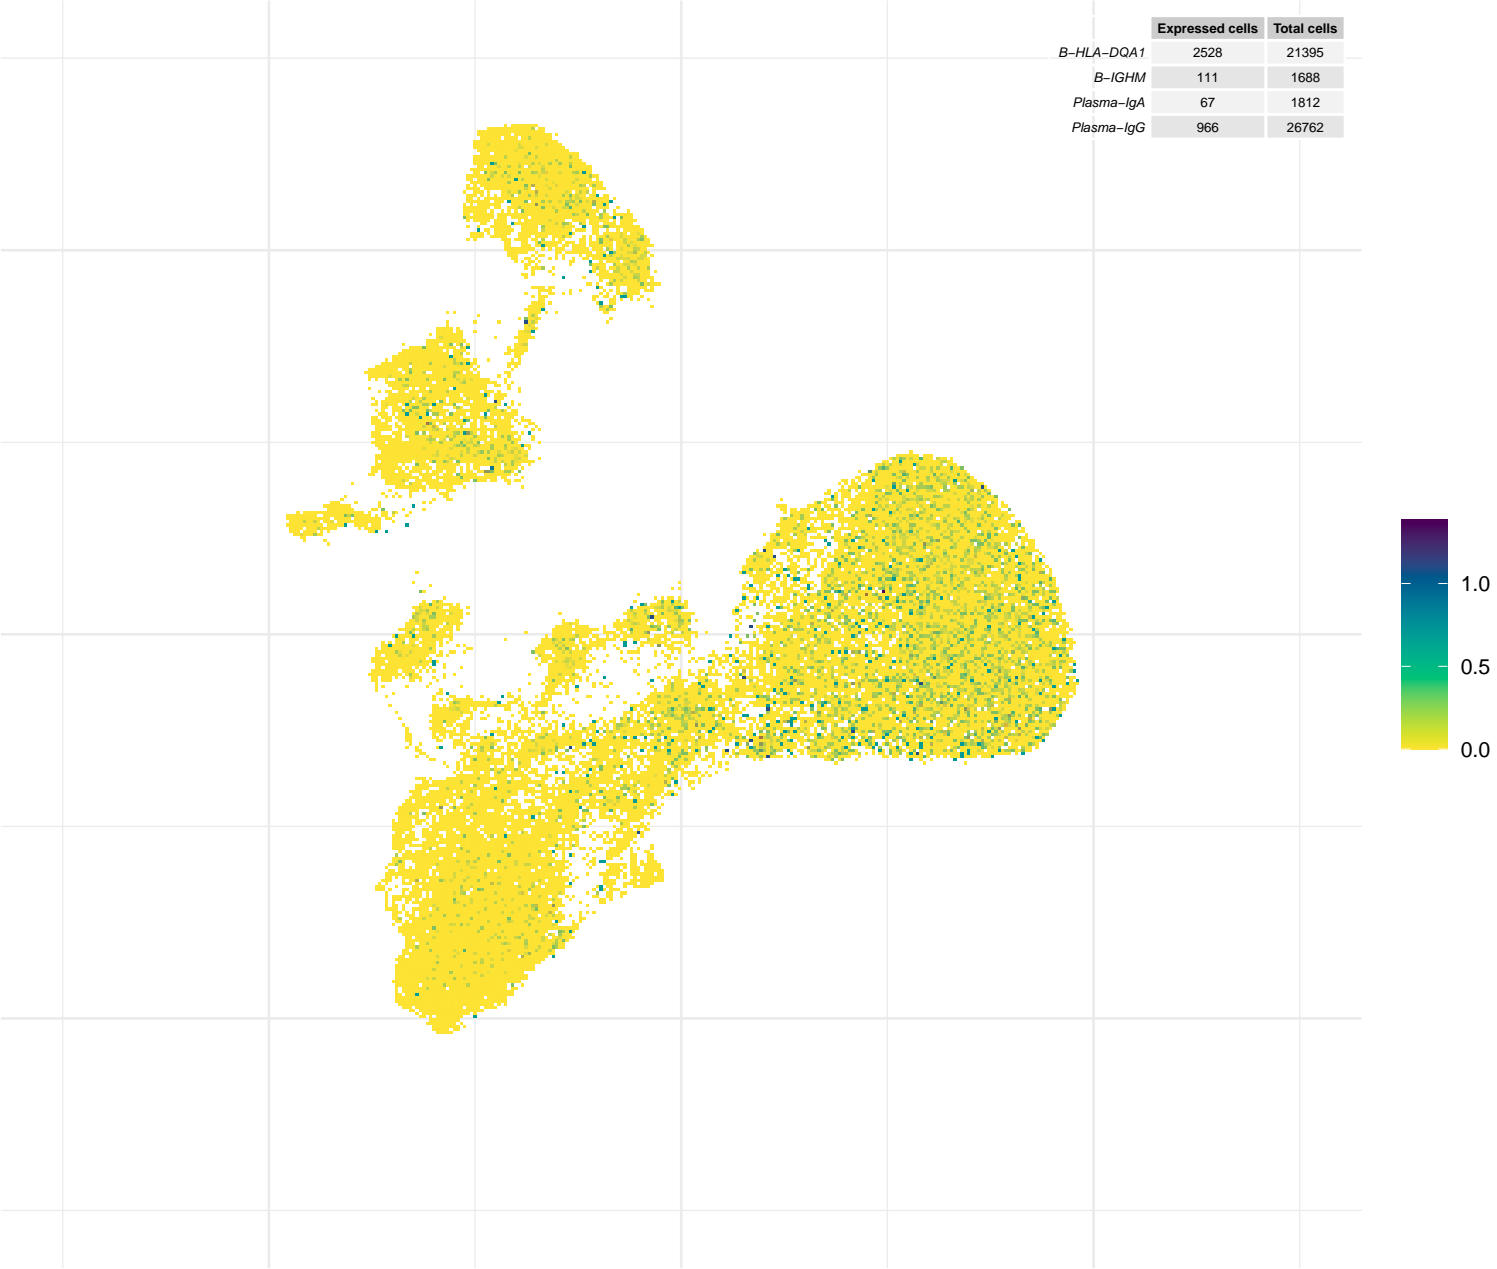 Expressed cells Total cells
B−HLA−DQA1 2528 21395
B−IGHM 111 1688
Plasma−IgA 67 1812
Plasma−IgG 966 26762
1.0
0.5
0.0